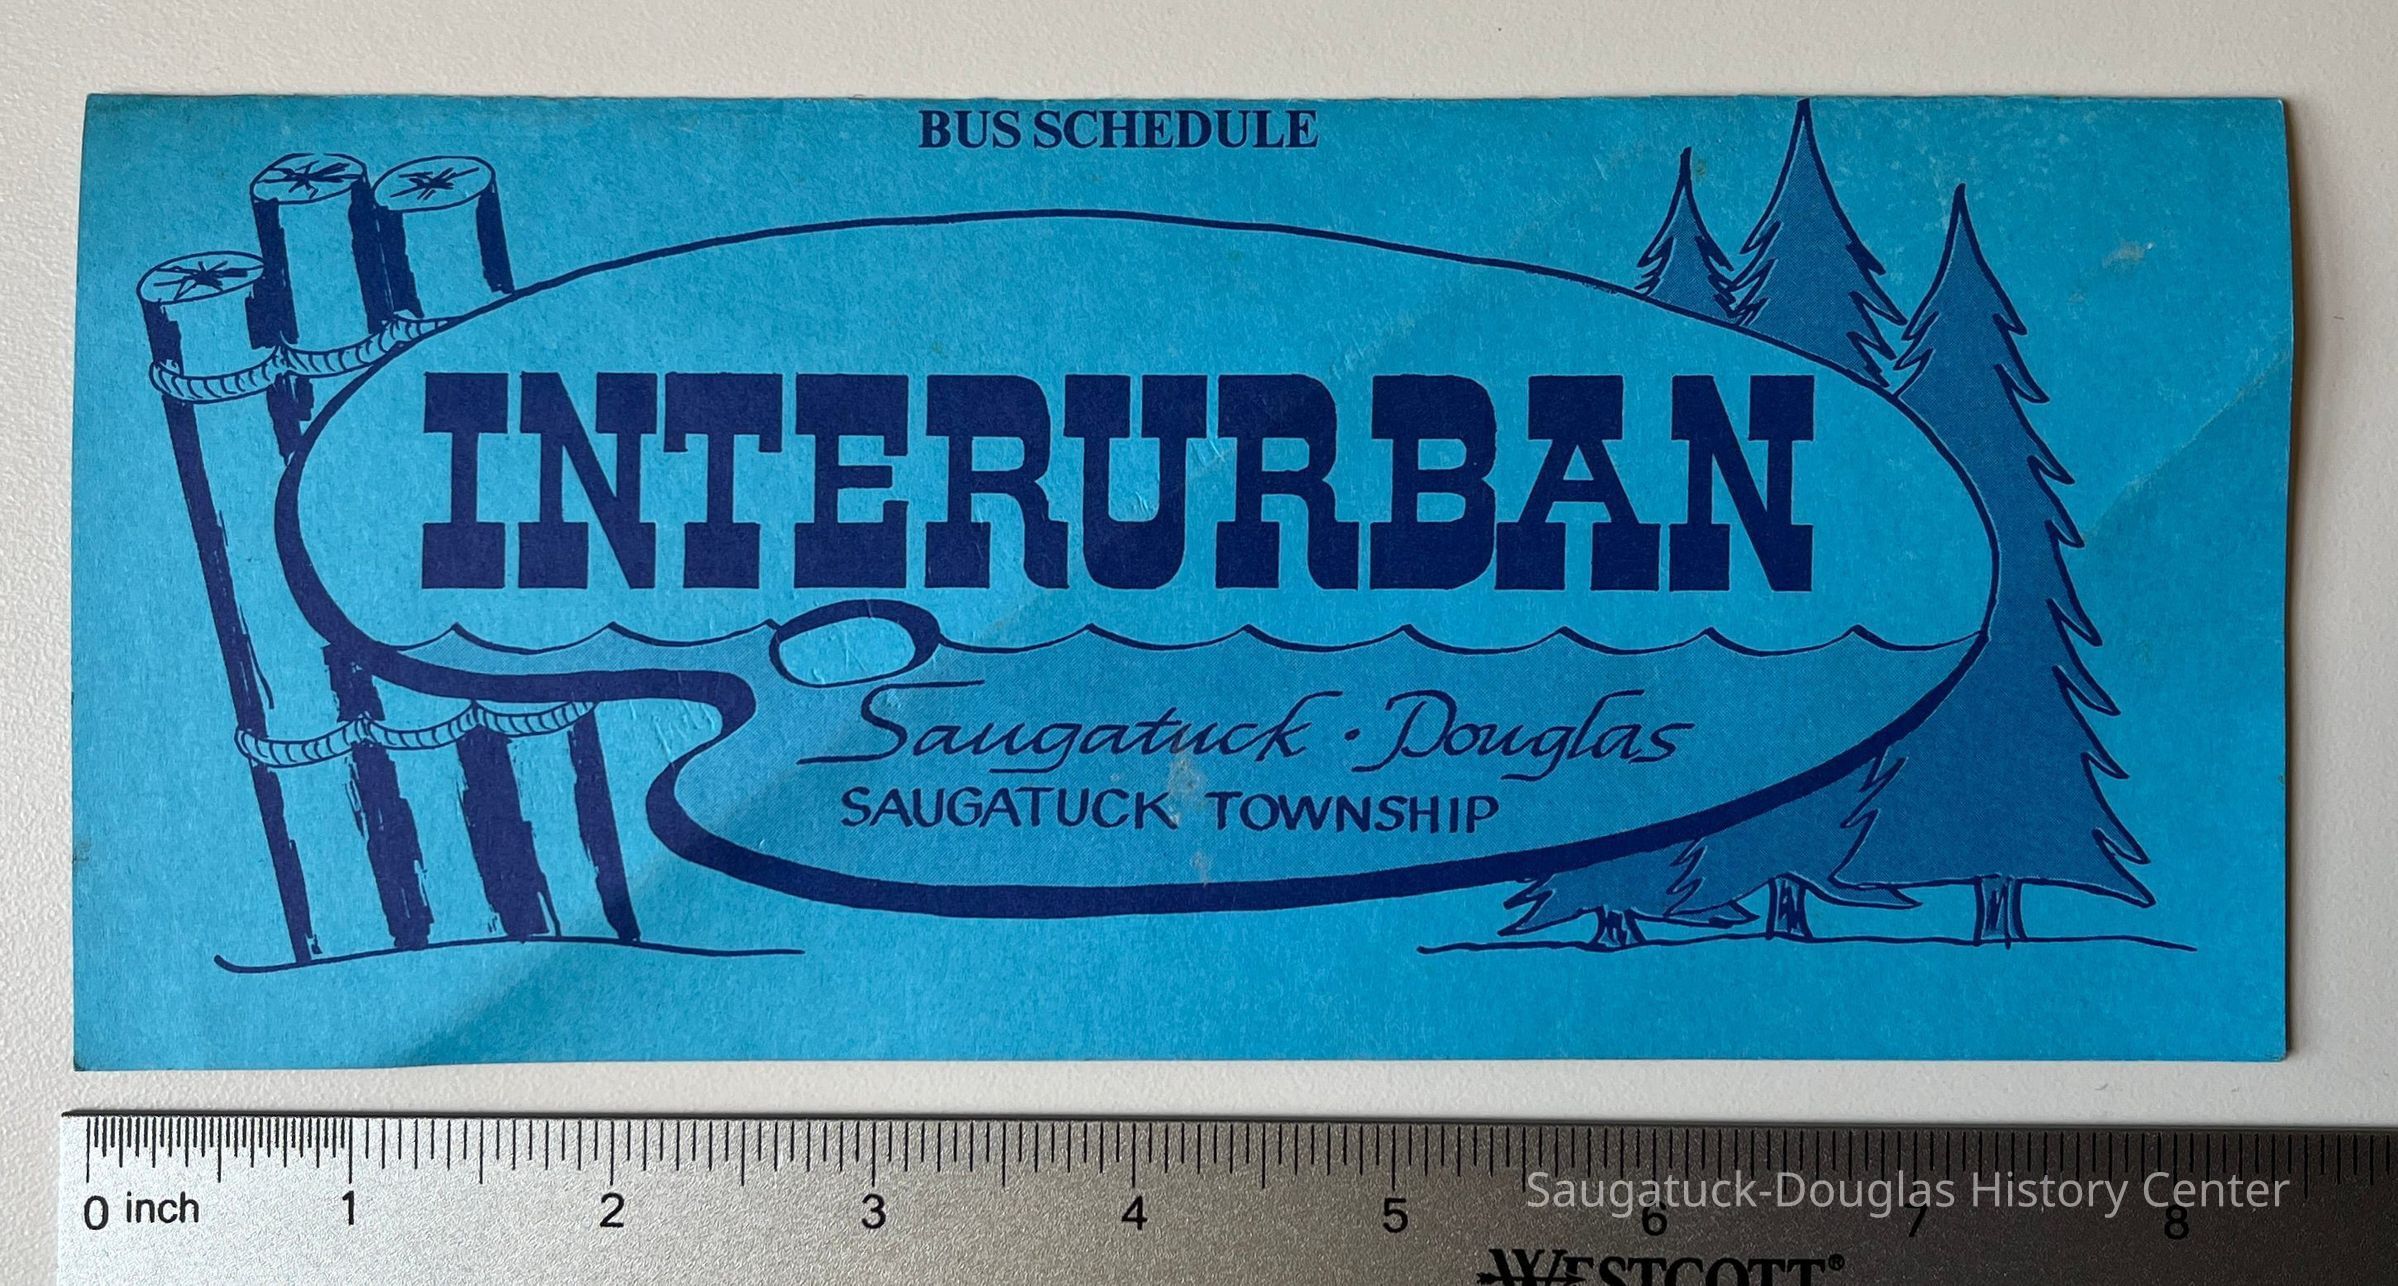 BUS SCHEDULE
INTERURBAN
Saugatuck · Douglas
SAUGATUCK TOWNSHIP
Saugatuck-Douglas History Center
0 inch 1 2 3 4 5 6 7 8
WESTCOTT®